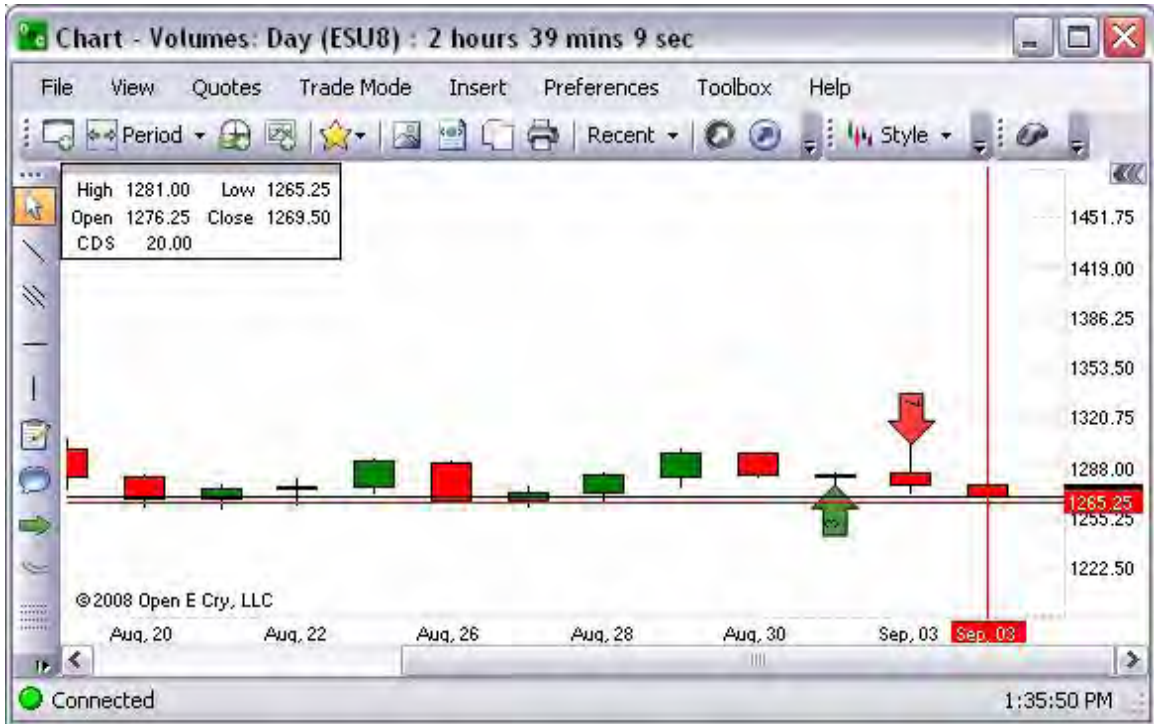 Chart - Volumes: Day (ESU8) : 2 hours 39 mins 9 sec
File View Quotes Trade Mode Insert Preferences Toolbox Help
Period Recent Style
High 1281.00 Low 1265.25
Open 1276.25 Close 1269.50
CDS 20.00
1451.75
1419.00
1386.25
1353.50
1320.75
1288.00
1265.25
1255.25
1222.50
3
©2008 Open E Cry, LLC
Aug, 20 Aug, 22 Aug, 26 Aug, 28 Aug, 30 Sep, 03 Sep, 03
Connected 1:35:50 PM